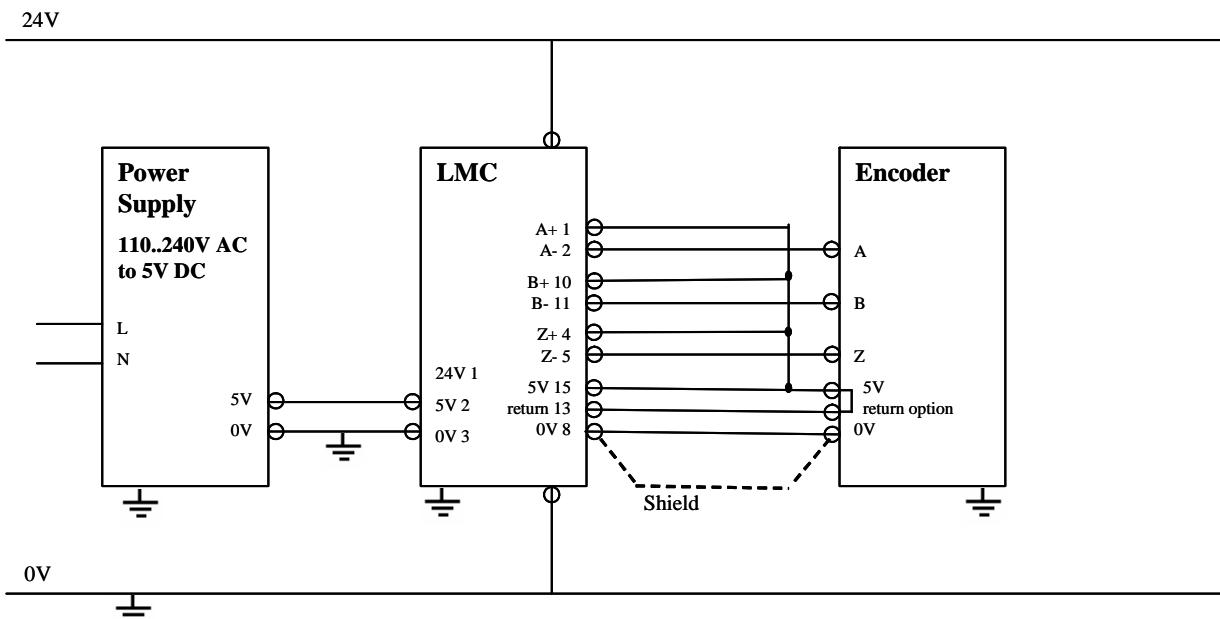 24V
Power
Supply
110..240V AC
to 5V DC
L
N
5V
0V
LMC
A+ 1
A- 2
B+ 10
B- 11
Z+ 4
Z- 5
24V 1
5V 2
0V 3
5V 15
return 13
0V 8
Shield
Encoder
A
B
Z
5V
return option
0V
0V